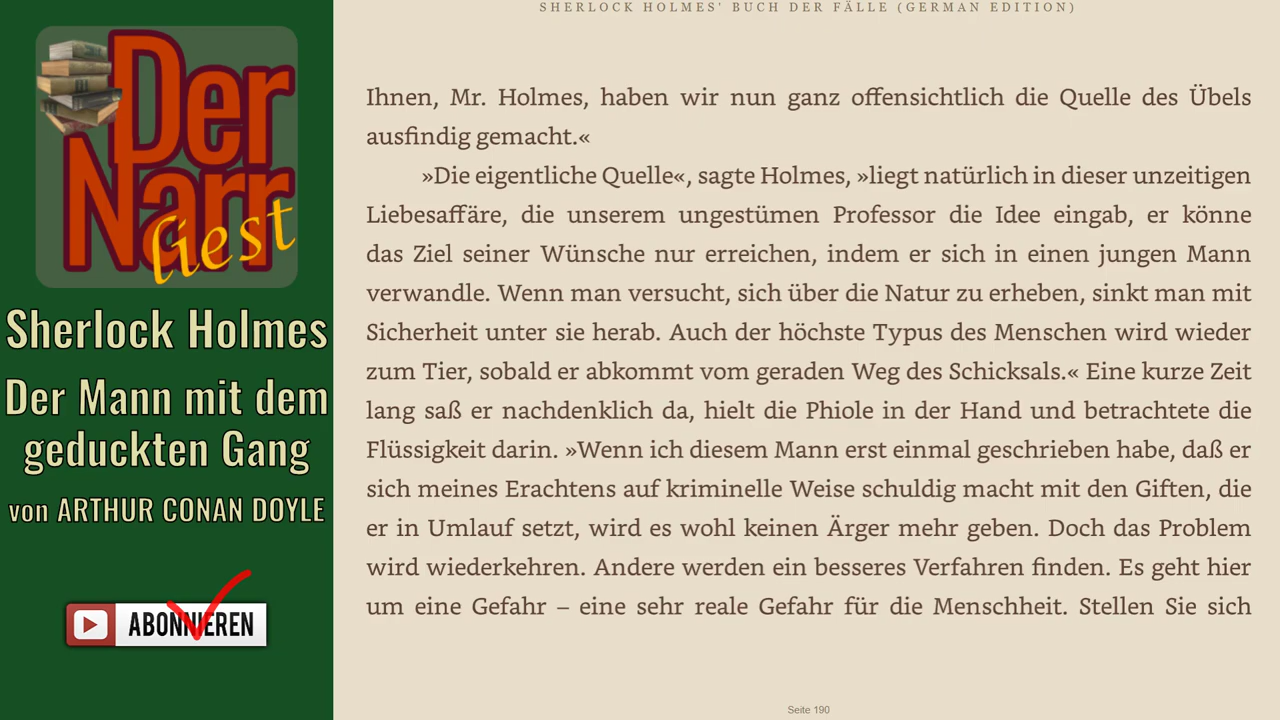 Der
Narr
liest
Sherlock Holmes
Der Mann mit dem
geduckten Gang
von ARTHUR CONAN DOYLE
ABONNIEREN
SHERLOCK HOLMES' BUCH DER FÄLLE (GERMAN EDITION)
Ihnen, Mr. Holmes, haben wir nun ganz offensichtlich die Quelle des Übels
ausfindig gemacht.«
»Die eigentliche Quelle«, sagte Holmes, »liegt natürlich in dieser unzeitigen
Liebesaffäre, die unserem ungestümen Professor die Idee eingab, er könne
das Ziel seiner Wünsche nur erreichen, indem er sich in einen jungen Mann
verwandle. Wenn man versucht, sich über die Natur zu erheben, sinkt man mit
Sicherheit unter sie herab. Auch der höchste Typus des Menschen wird wieder
zum Tier, sobald er abkommt vom geraden Weg des Schicksals.« Eine kurze Zeit
lang saß er nachdenklich da, hielt die Phiole in der Hand und betrachtete die
Flüssigkeit darin. »Wenn ich diesem Mann erst einmal geschrieben habe, daß er
sich meines Erachtens auf kriminelle Weise schuldig macht mit den Giften, die
er in Umlauf setzt, wird es wohl keinen Ärger mehr geben. Doch das Problem
wird wiederkehren. Andere werden ein besseres Verfahren finden. Es geht hier
um eine Gefahr – eine sehr reale Gefahr für die Menschheit. Stellen Sie sich
Seite 190